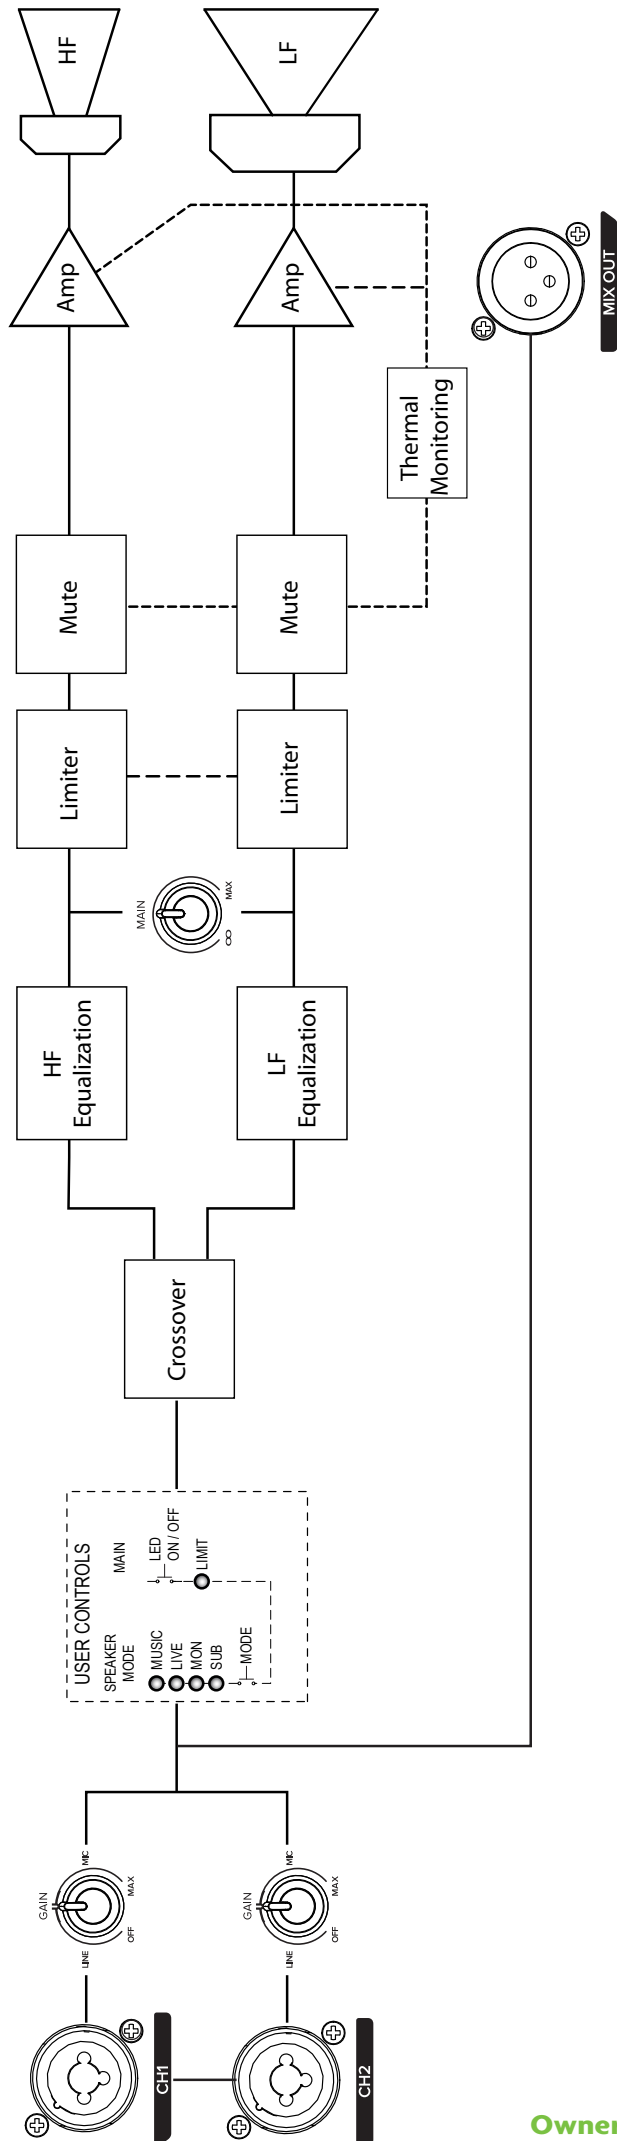 CH1
CH2
LINE
GAIN
MIC
OFF
MAX
LINE
GAIN
MIC
OFF
MAX
USER CONTROLS
SPEAKER
MODE
MUSIC
LIVE
MON
SUB
MODE
MAIN
LED
ON / OFF
LIMIT
Crossover
HF
Equalization
LF
Equalization
MAIN
∞
MAX
Limiter
Limiter
Mute
Mute
Thermal
Monitoring
Amp
Amp
HF
LF
MIX OUT
Owner